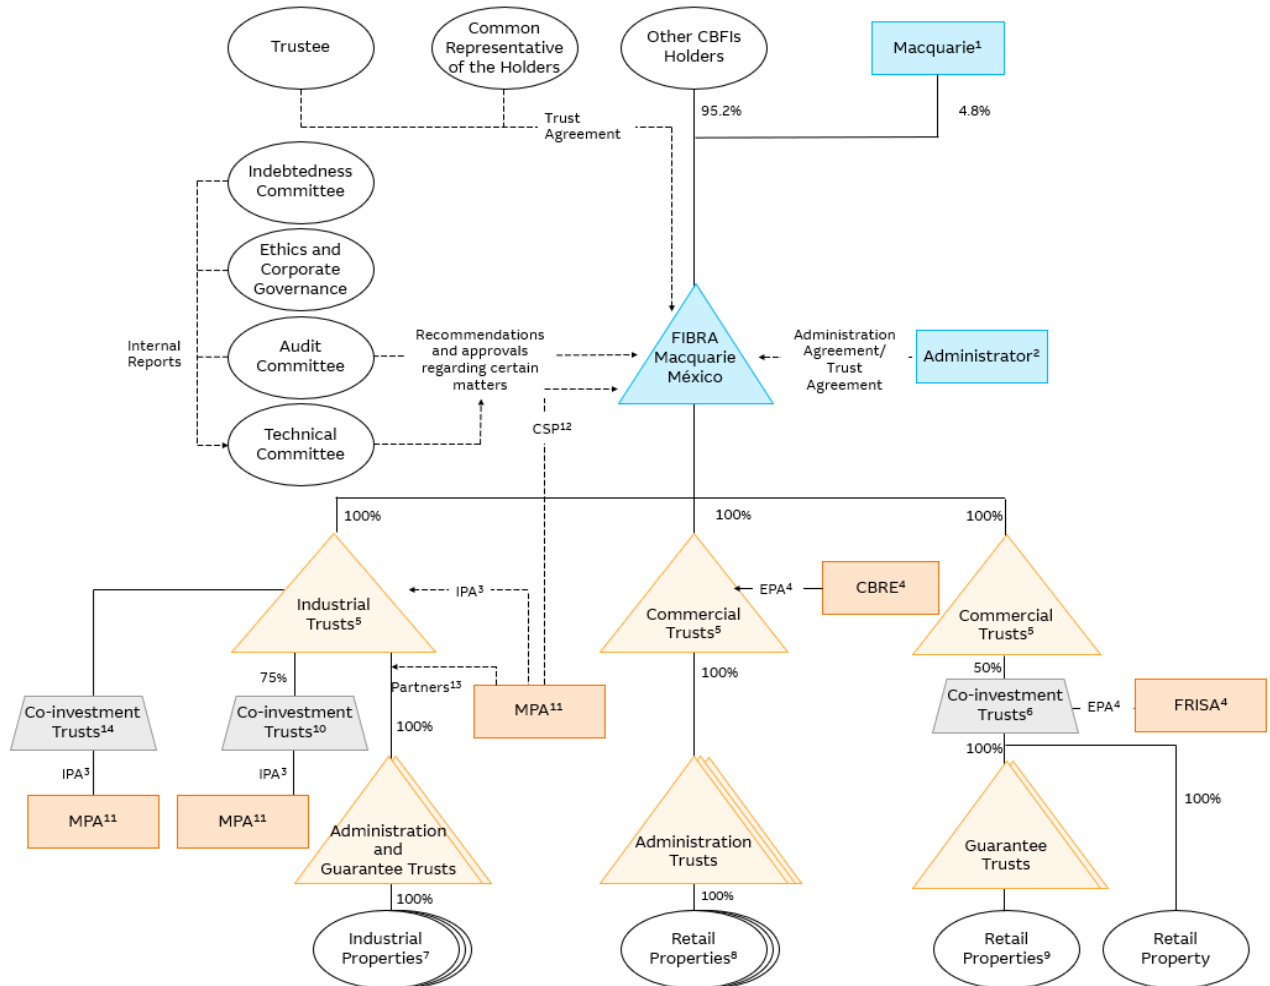 Trustee
Common
Representative
of the Holders
Other CBFIs
Holders
Macquarie¹
95.2%
4.8%
Trust
Agreement
Indebtedness
Committee
Ethics and
Corporate
Governance
Internal
Reports
Audit
Committee
Recommendations
and approvals
regarding certain
matters
FIBRA
Macquarie
México
Administration
Agreement/
Trust
Agreement
Administrator²
Technical
Committee
CSP¹²
100%
100%
100%
Industrial
Trusts⁵
IPA³
Commercial
Trusts⁵
EPA⁴
CBRE⁴
Commercial
Trusts⁵
75%
Partners¹³
100%
50%
Co-investment
Trusts¹⁴
Co-investment
Trusts¹⁰
MPA¹¹
Co-investment
Trusts⁶
EPA⁴
FRISA⁴
100%
100%
IPA³
IPA³
100%
MPA¹¹
MPA¹¹
Administration
and
Guarantee Trusts
Administration
Trusts
Guarantee
Trusts
100%
100%
Industrial
Properties⁷
Retail
Properties⁸
Retail
Properties⁹
Retail
Property